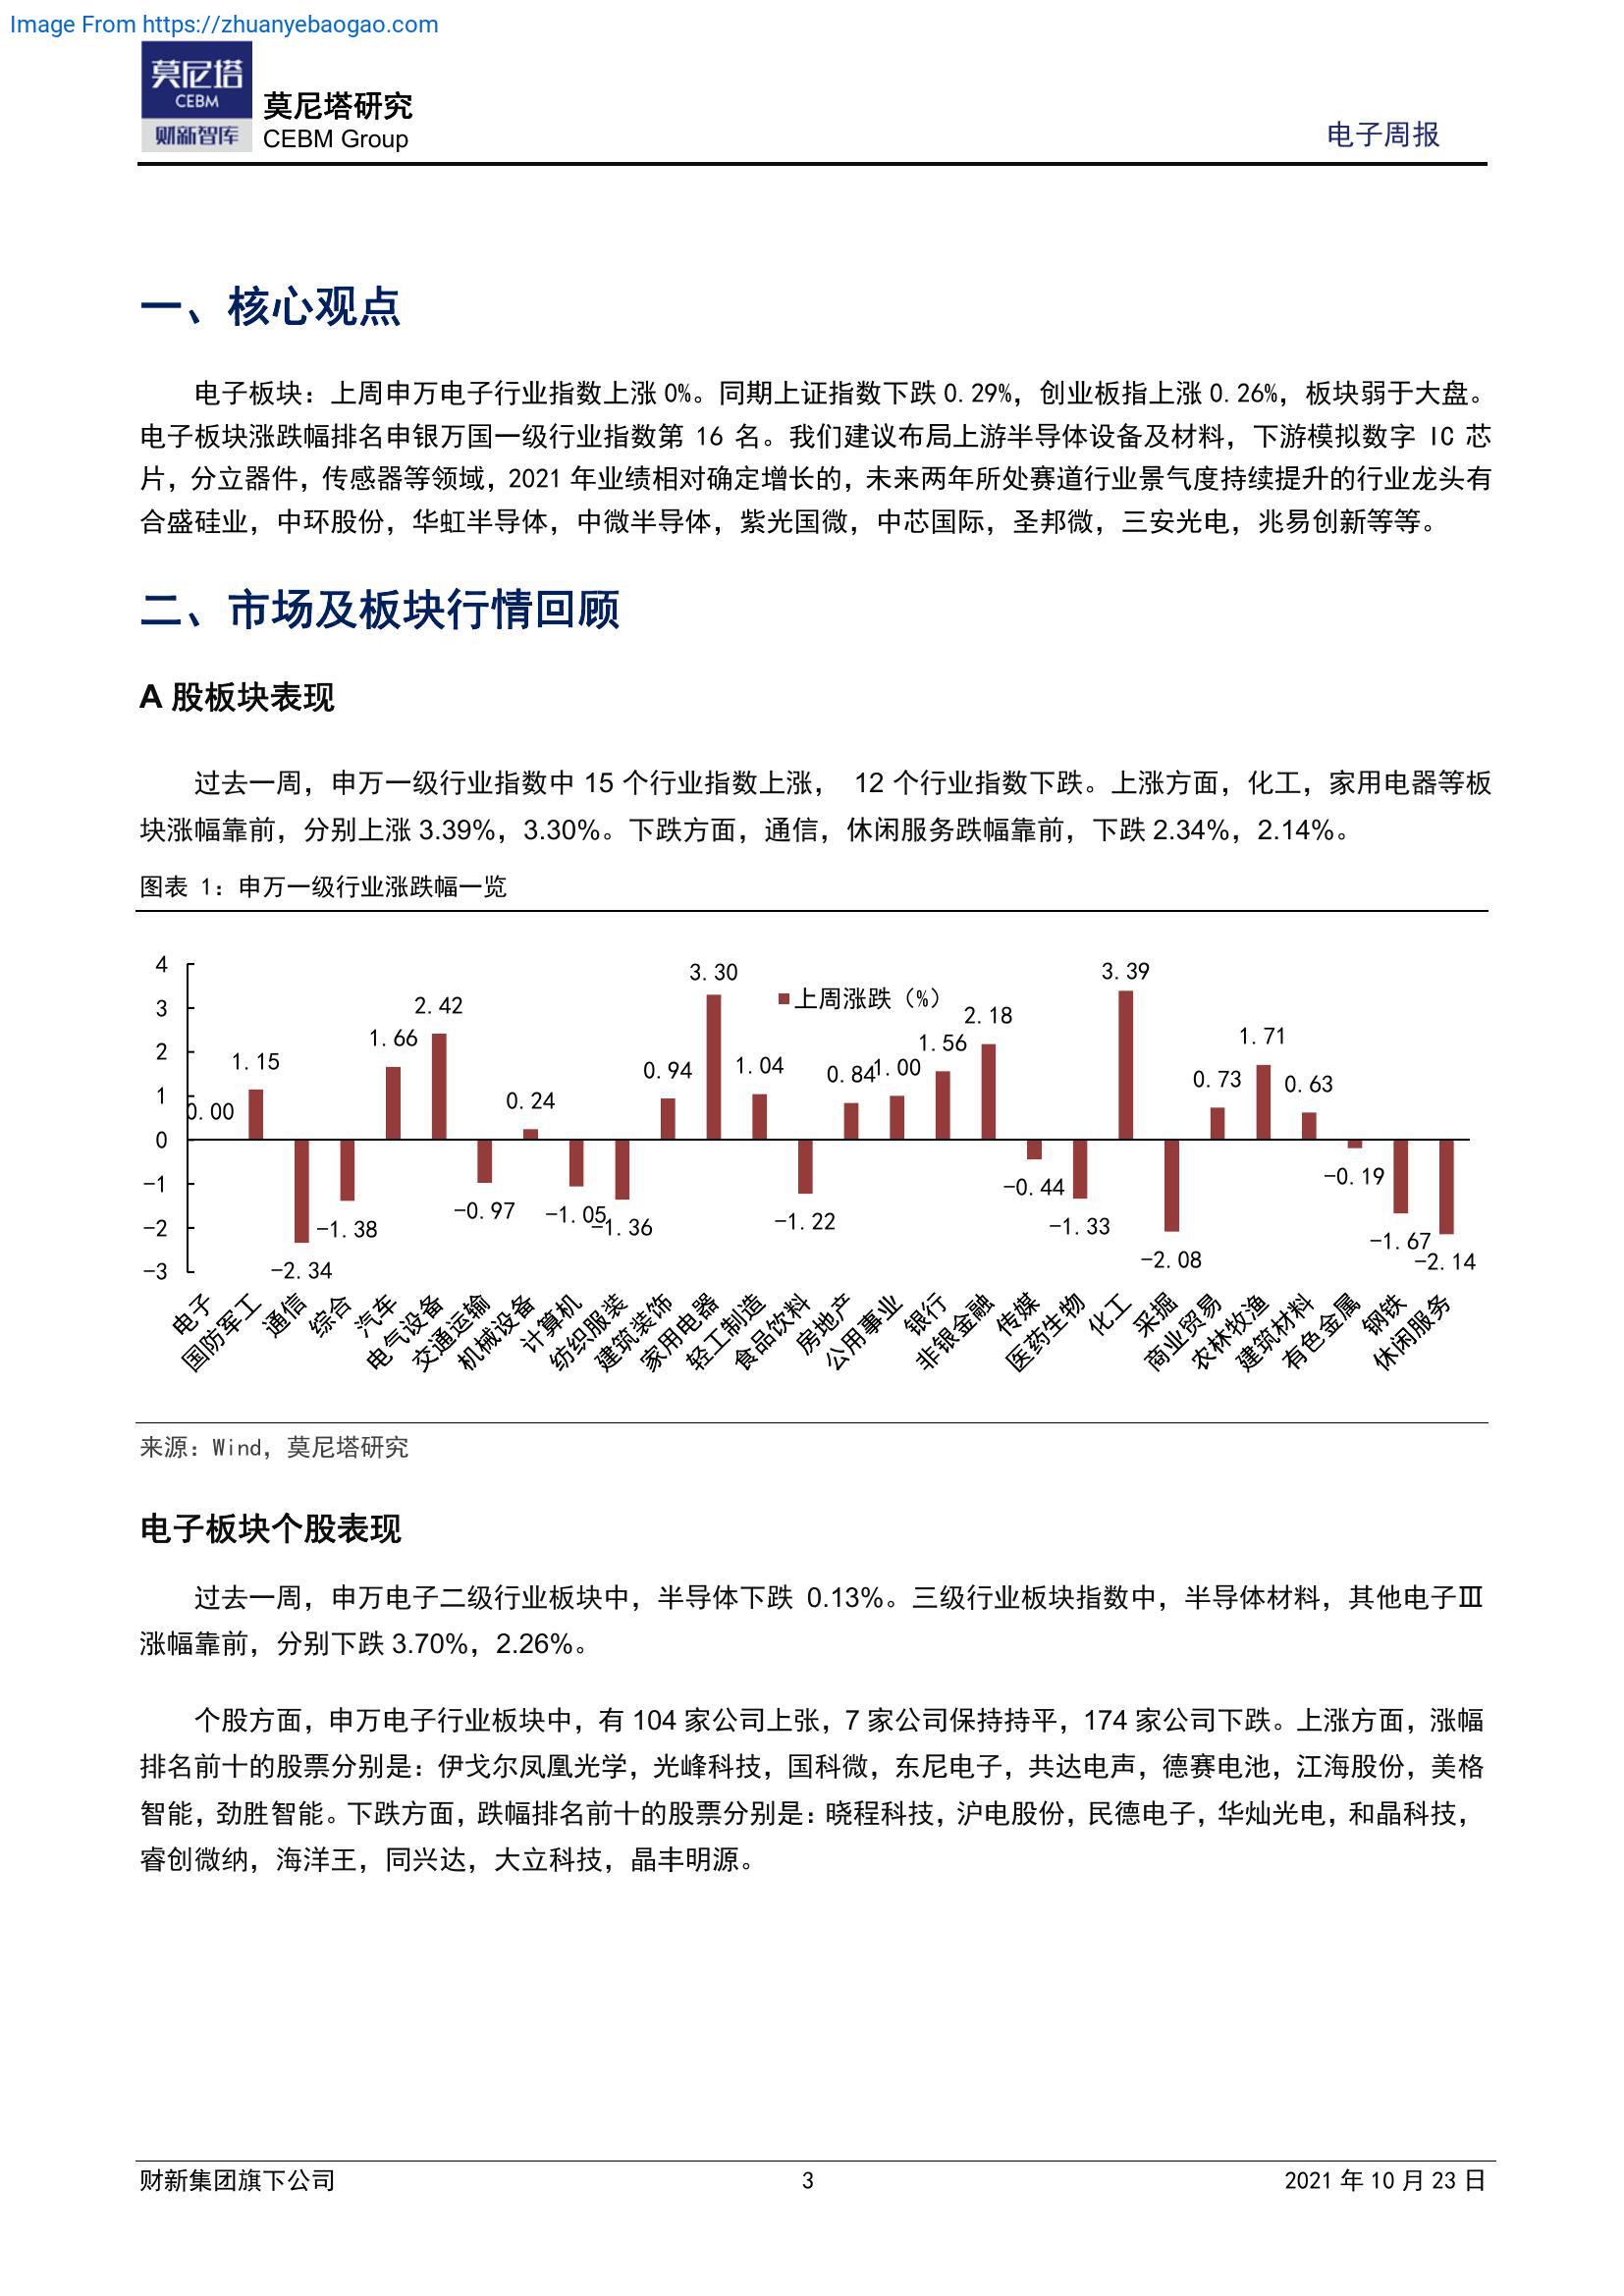 Image From https://zhuanyebaogao.com
莫尼塔
CEBM
财新智库
莫尼塔研究
CEBM Group
电子周报
一、核心观点
电子板块：上周申万电子行业指数上涨 0%。同期上证指数下跌 0.29%，创业板指上涨 0.26%，板块弱于大盘。
电子板块涨跌幅排名申银万国一级行业指数第 16 名。我们建议布局上游半导体设备及材料，下游模拟数字 IC 芯
片，分立器件，传感器等领域，2021 年业绩相对确定增长的，未来两年所处赛道行业景气度持续提升的行业龙头有
合盛硅业，中环股份，华虹半导体，中微半导体，紫光国微，中芯国际，圣邦微，三安光电，兆易创新等等。
二、市场及板块行情回顾
A 股板块表现
过去一周，申万一级行业指数中 15 个行业指数上涨， 12 个行业指数下跌。上涨方面，化工，家用电器等板
块涨幅靠前，分别上涨 3.39%，3.30%。下跌方面，通信，休闲服务跌幅靠前，下跌 2.34%，2.14%。
图表 1：申万一级行业涨跌幅一览
4
3
2
1
0
-1
-2
-3
上周涨跌（%）
0.00
1.15
-2.34
-1.38
1.66
2.42
-0.97
0.24
-1.05
-1.36
0.94
3.30
1.04
-1.22
0.84
1.00
1.56
2.18
-0.44
-1.33
3.39
-2.08
0.73
1.71
0.63
-0.19
-1.67
-2.14
电子
国防军工
通信
综合
汽车
电气设备
交通运输
机械设备
计算机
纺织服装
建筑装饰
家用电器
轻工制造
食品饮料
房地产
公用事业
银行
非银金融
传媒
医药生物
化工
采掘
商业贸易
农林牧渔
建筑材料
有色金属
钢铁
休闲服务
来源：Wind，莫尼塔研究
电子板块个股表现
过去一周，申万电子二级行业板块中，半导体下跌 0.13%。三级行业板块指数中，半导体材料，其他电子Ⅲ
涨幅靠前，分别下跌 3.70%，2.26%。
个股方面，申万电子行业板块中，有 104 家公司上张，7 家公司保持持平，174 家公司下跌。上涨方面，涨幅
排名前十的股票分别是：伊戈尔凤凰光学，光峰科技，国科微，东尼电子，共达电声，德赛电池，江海股份，美格
智能，劲胜智能。下跌方面，跌幅排名前十的股票分别是：晓程科技，沪电股份，民德电子，华灿光电，和晶科技，
睿创微纳，海洋王，同兴达，大立科技，晶丰明源。
财新集团旗下公司
3
2021 年 10 月 23 日